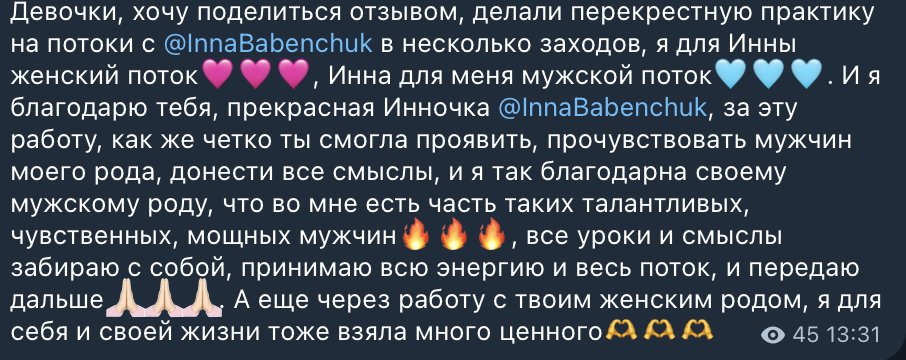 Девочки, хочу поделиться отзывом, делали перекрестную практику
на потоки с @InnaBabenchuk в несколько заходов, я для Инны
женский поток🩷🩷🩷, Инна для меня мужской поток🩵🩵🩵. И я
благодарю тебя, прекрасная Инночка @InnaBabenchuk, за эту
работу, как же четко ты смогла проявить, прочувствовать мужчин
моего рода, донести все смыслы, и я так благодарна своему
мужскому роду, что во мне есть часть таких талантливых,
чувственных, мощных мужчин🔥🔥🔥, все уроки и смыслы
забираю с собой, принимаю всю энергию и весь поток, и передаю
дальше🙏🏻🙏🏻🙏🏻. А еще через работу с твоим женским родом, я для
себя и своей жизни тоже взяла много ценного🫶🫶🫶 45 13:31